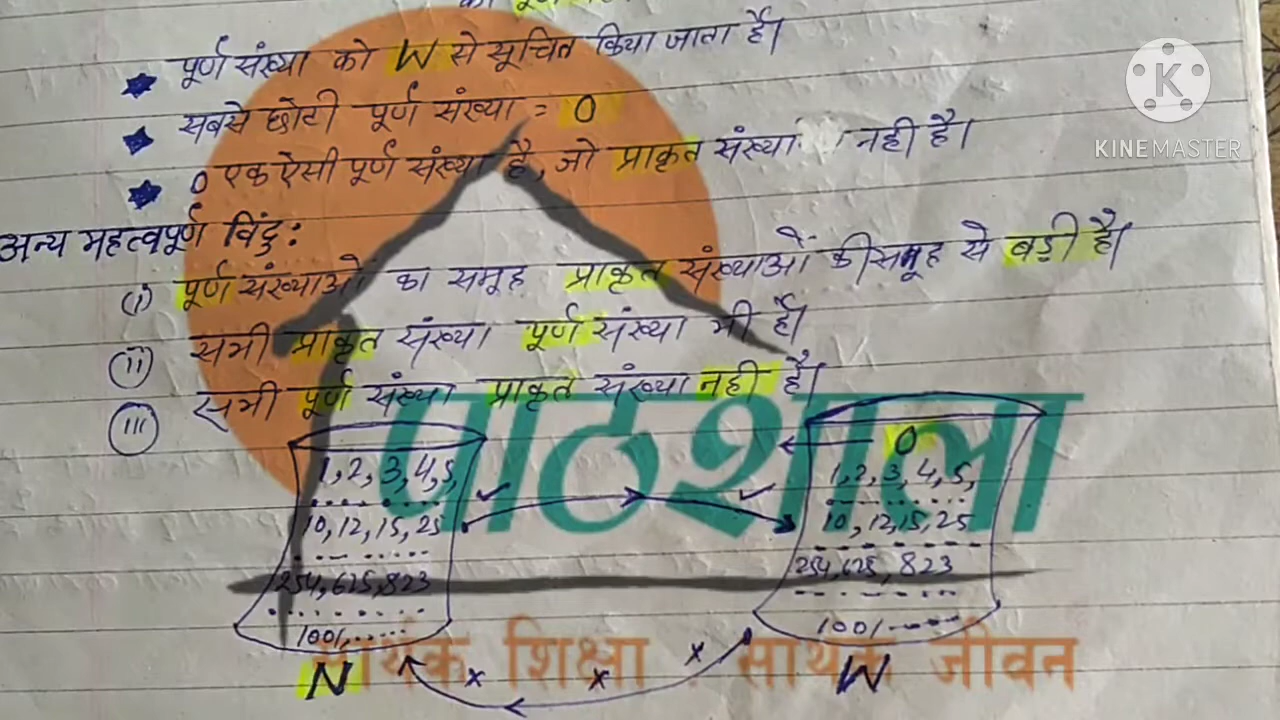 पूर्ण
★ पूर्ण संख्या को W से सूचित किया जाता है।
★ सबसे छोटी पूर्ण संख्या = 0
★ 0 एक ऐसी पूर्ण संख्या है, जो प्राकृत संख्या नही है।
अन्य महत्वपूर्ण विंदु:
(i) पूर्ण संख्याओ का समूह प्राकृत संख्याओं की समूह से बड़ी है।
(ii) सभी प्राकृत संख्या पूर्ण संख्या भी है।
(iii) सभी पूर्ण संख्या प्राकृत संख्या नही है।
1,2,3,4,5,
10,12,15,25
254,625,823
1001,......
N
0
1,2,3,4,5,
10,12,15,25
254,625,823
1001......
W
पाठशाला
सार्थक शिक्षा : सार्थक जीवन
K
KINEMASTER